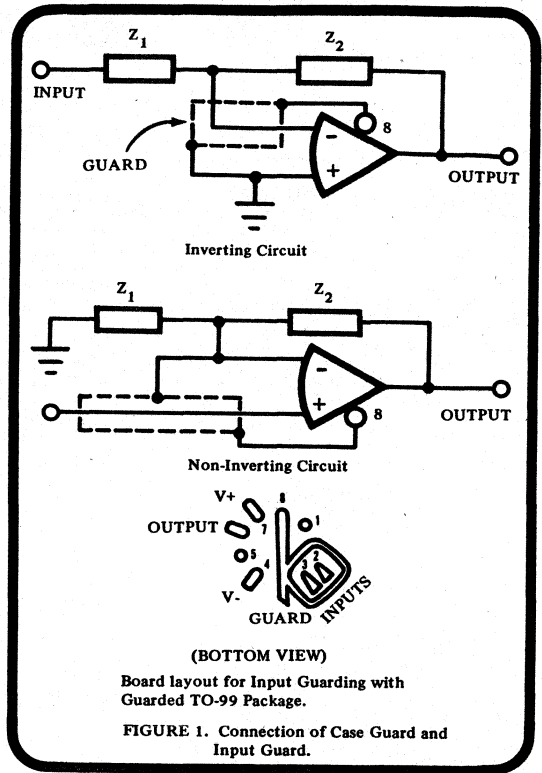 Z1
Z2
INPUT
8
−
+
GUARD
OUTPUT
Inverting Circuit
Z1
Z2
−
+
8
OUTPUT
Non-Inverting Circuit
V+
8
1
OUTPUT
7
5
4
3
2
V-
GUARD
INPUTS
(BOTTOM VIEW)
Board layout for Input Guarding with
Guarded TO-99 Package.
FIGURE 1. Connection of Case Guard and
Input Guard.